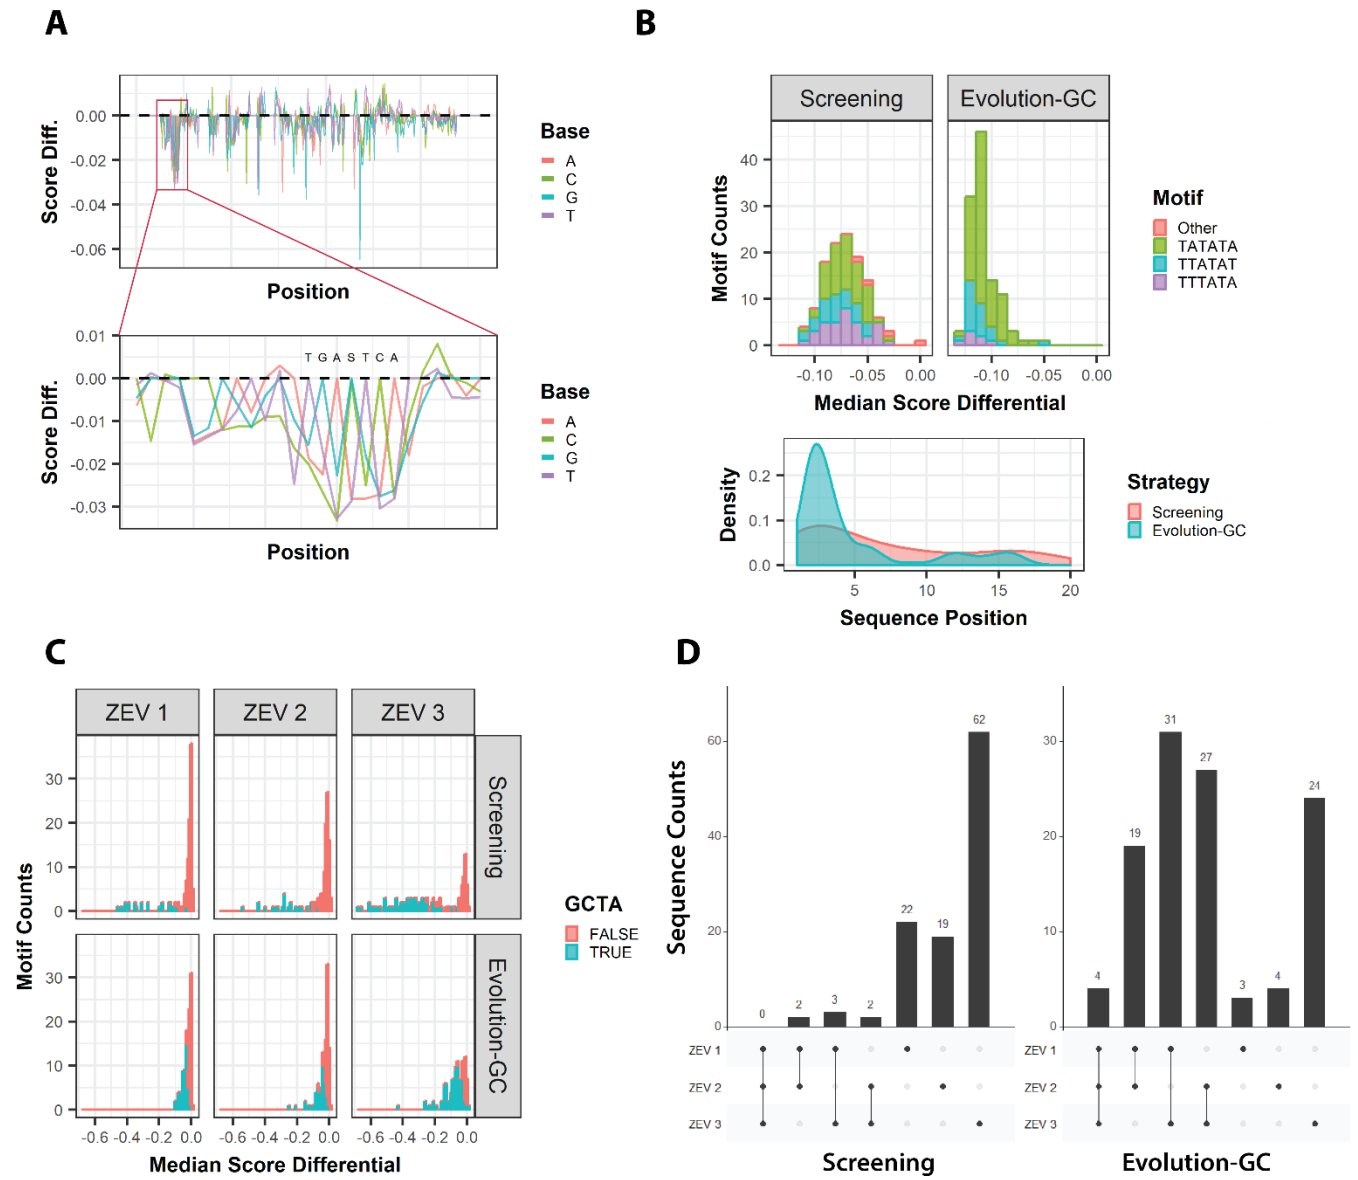 A
0.00
-0.02
-0.04
-0.06
Score Diff.
Position
Base
A
C
G
T
0.01
0.00
-0.01
-0.02
-0.03
Score Diff.
T G A S T C A
Position
Base
A
C
G
T
B
Screening
Evolution-GC
40
30
20
10
0
Motif Counts
-0.10 -0.05 0.00
-0.10 -0.05 0.00
Median Score Differential
Motif
Other
TATATA
TTATAT
TTTATA
0.2
0.1
0.0
Density
5 10 15 20
Sequence Position
Strategy
Screening
Evolution-GC
C
ZEV 1
ZEV 2
ZEV 3
Screening
Evolution-GC
30
20
10
0
30
20
10
0
Motif Counts
-0.6 -0.4 -0.2 0.0
-0.6 -0.4 -0.2 0.0
-0.6 -0.4 -0.2 0.0
Median Score Differential
GCTA
FALSE
TRUE
D
Sequence Counts
60
40
20
0
0 2 3 2 22 19 62
ZEV 1
ZEV 2
ZEV 3
Screening
30
20
10
0
4 19 31 27 3 4 24
ZEV 1
ZEV 2
ZEV 3
Evolution-GC